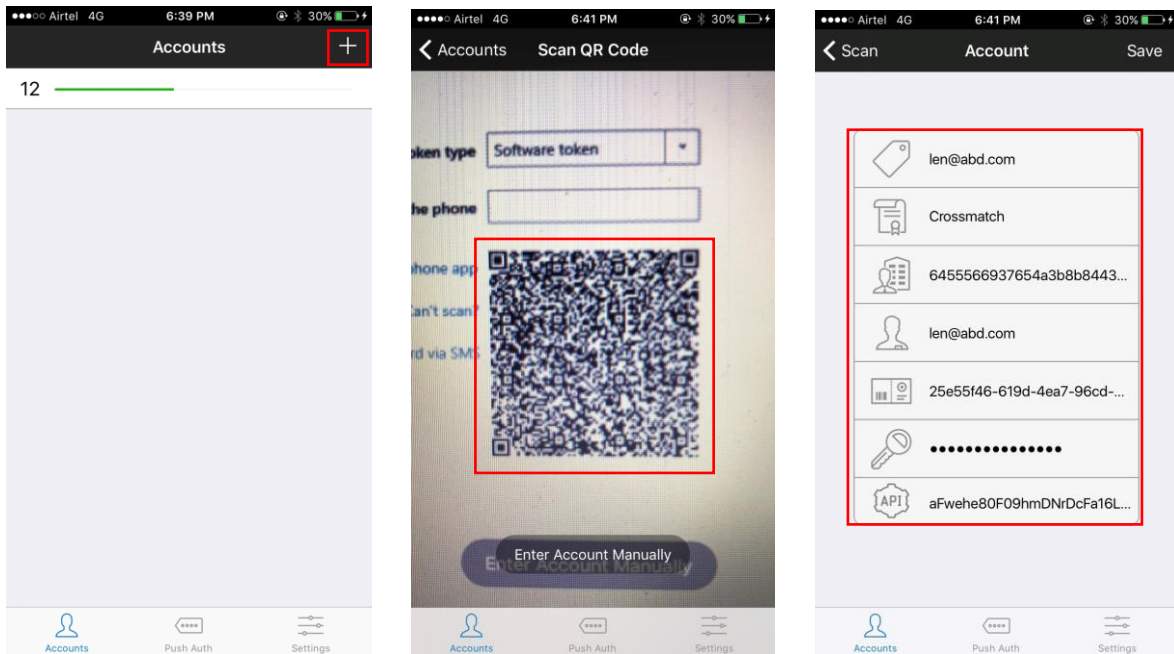 Airtel 4G 6:39 PM 30%
Accounts +
12
Accounts Push Auth Settings
Airtel 4G 6:41 PM 30%
Accounts Scan QR Code
oken type Software token
he phone
phone app
Can't scan?
rd via SMS
Enter Account Manually
Enter Account Manually
Accounts Push Auth Settings
Airtel 4G 6:41 PM 30%
Scan Account Save
len@abd.com
Crossmatch
6455566937654a3b8b8443...
len@abd.com
25e55f46-619d-4ea7-96cd-...
•••••••••••••••
API aFwehe80F09hmDNrDcFa16L...
Accounts Push Auth Settings